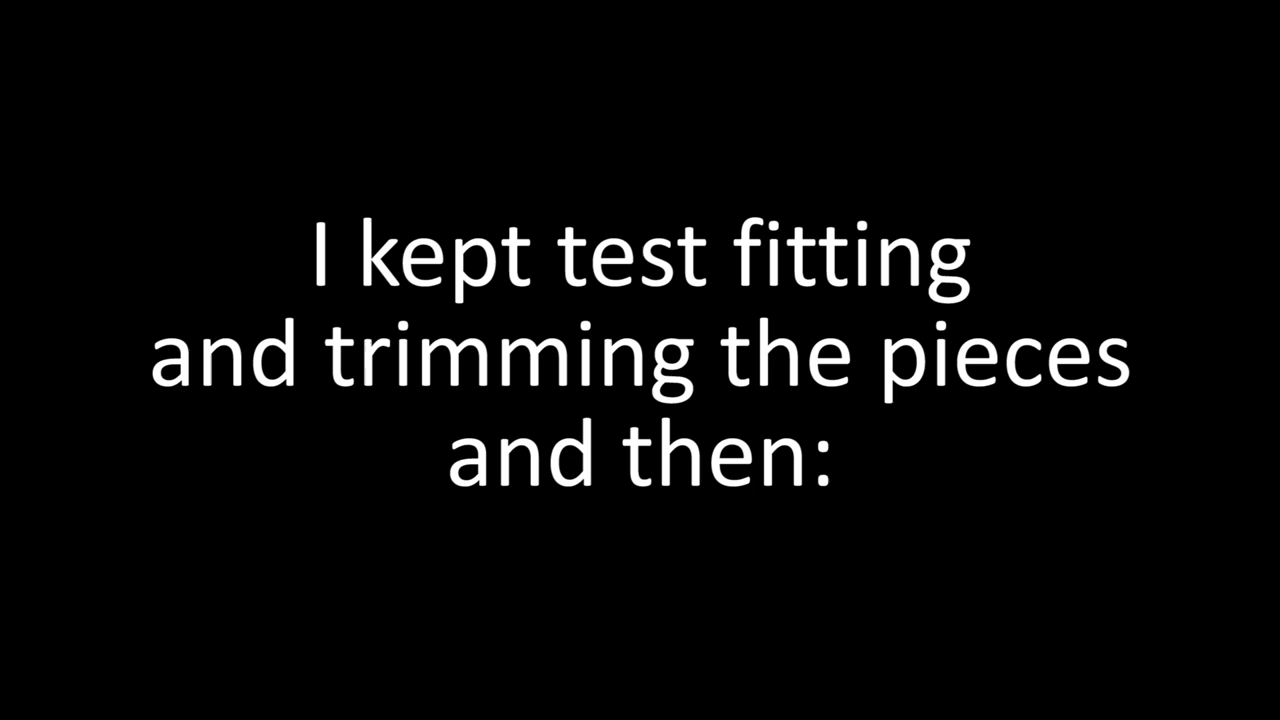 I kept test fitting
and trimming the pieces
and then: